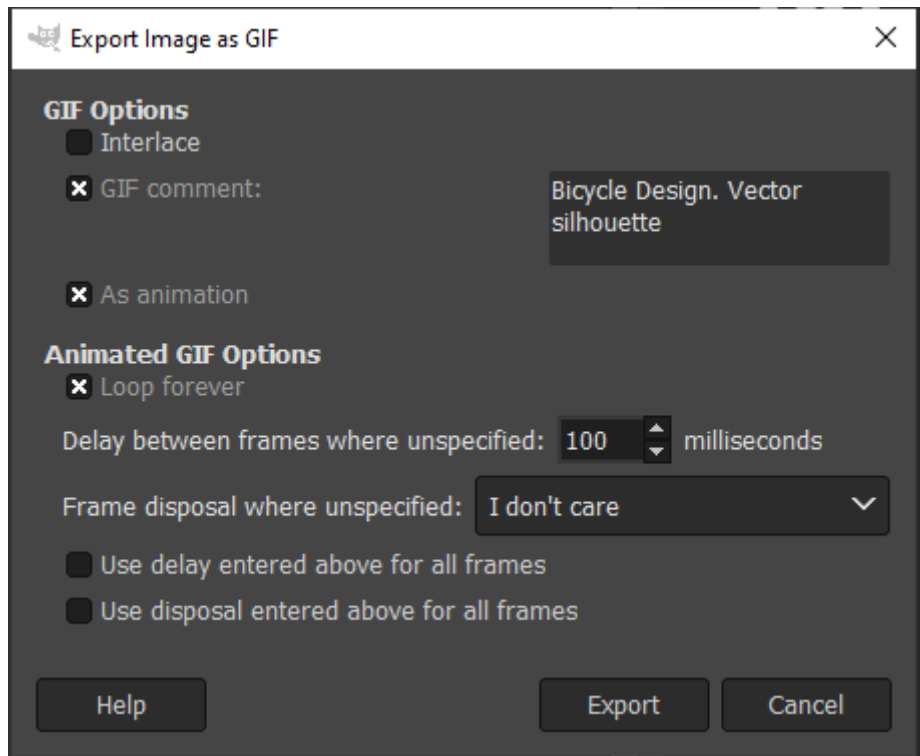 Export Image as GIF
GIF Options
Interlace
GIF comment:
Bicycle Design. Vector
silhouette
As animation
Animated GIF Options
Loop forever
Delay between frames where unspecified: 100 milliseconds
Frame disposal where unspecified: I don't care
Use delay entered above for all frames
Use disposal entered above for all frames
Help Export Cancel